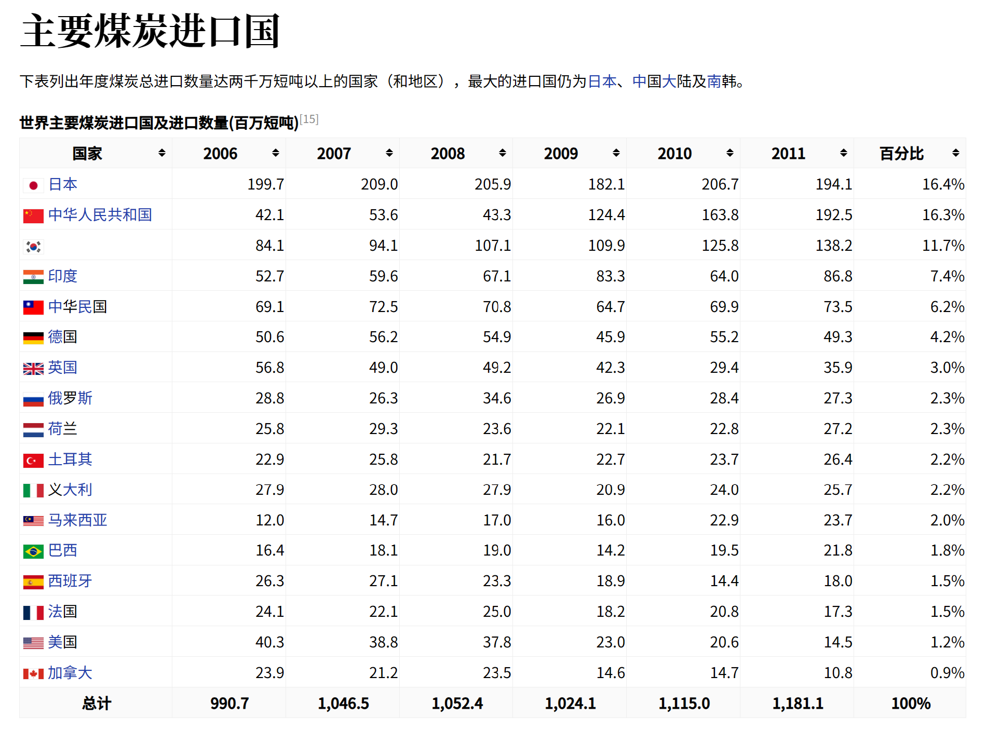 主要煤炭进口国
下表列出年度煤炭总进口数量达两千万短吨以上的国家（和地区），最大的进口国仍为日本、中国大陆及南韩。
世界主要煤炭进口国及进口数量(百万短吨)[15]
国家 2006 2007 2008 2009 2010 2011 百分比
日本 199.7 209.0 205.9 182.1 206.7 194.1 16.4%
中华人民共和国 42.1 53.6 43.3 124.4 163.8 192.5 16.3%
84.1 94.1 107.1 109.9 125.8 138.2 11.7%
印度 52.7 59.6 67.1 83.3 64.0 86.8 7.4%
中华民国 69.1 72.5 70.8 64.7 69.9 73.5 6.2%
德国 50.6 56.2 54.9 45.9 55.2 49.3 4.2%
英国 56.8 49.0 49.2 42.3 29.4 35.9 3.0%
俄罗斯 28.8 26.3 34.6 26.9 28.4 27.3 2.3%
荷兰 25.8 29.3 23.6 22.1 22.8 27.2 2.3%
土耳其 22.9 25.8 21.7 22.7 23.7 26.4 2.2%
义大利 27.9 28.0 27.9 20.9 24.0 25.7 2.2%
马来西亚 12.0 14.7 17.0 16.0 22.9 23.7 2.0%
巴西 16.4 18.1 19.0 14.2 19.5 21.8 1.8%
西班牙 26.3 27.1 23.3 18.9 14.4 18.0 1.5%
法国 24.1 22.1 25.0 18.2 20.8 17.3 1.5%
美国 40.3 38.8 37.8 23.0 20.6 14.5 1.2%
加拿大 23.9 21.2 23.5 14.6 14.7 10.8 0.9%
总计 990.7 1,046.5 1,052.4 1,024.1 1,115.0 1,181.1 100%